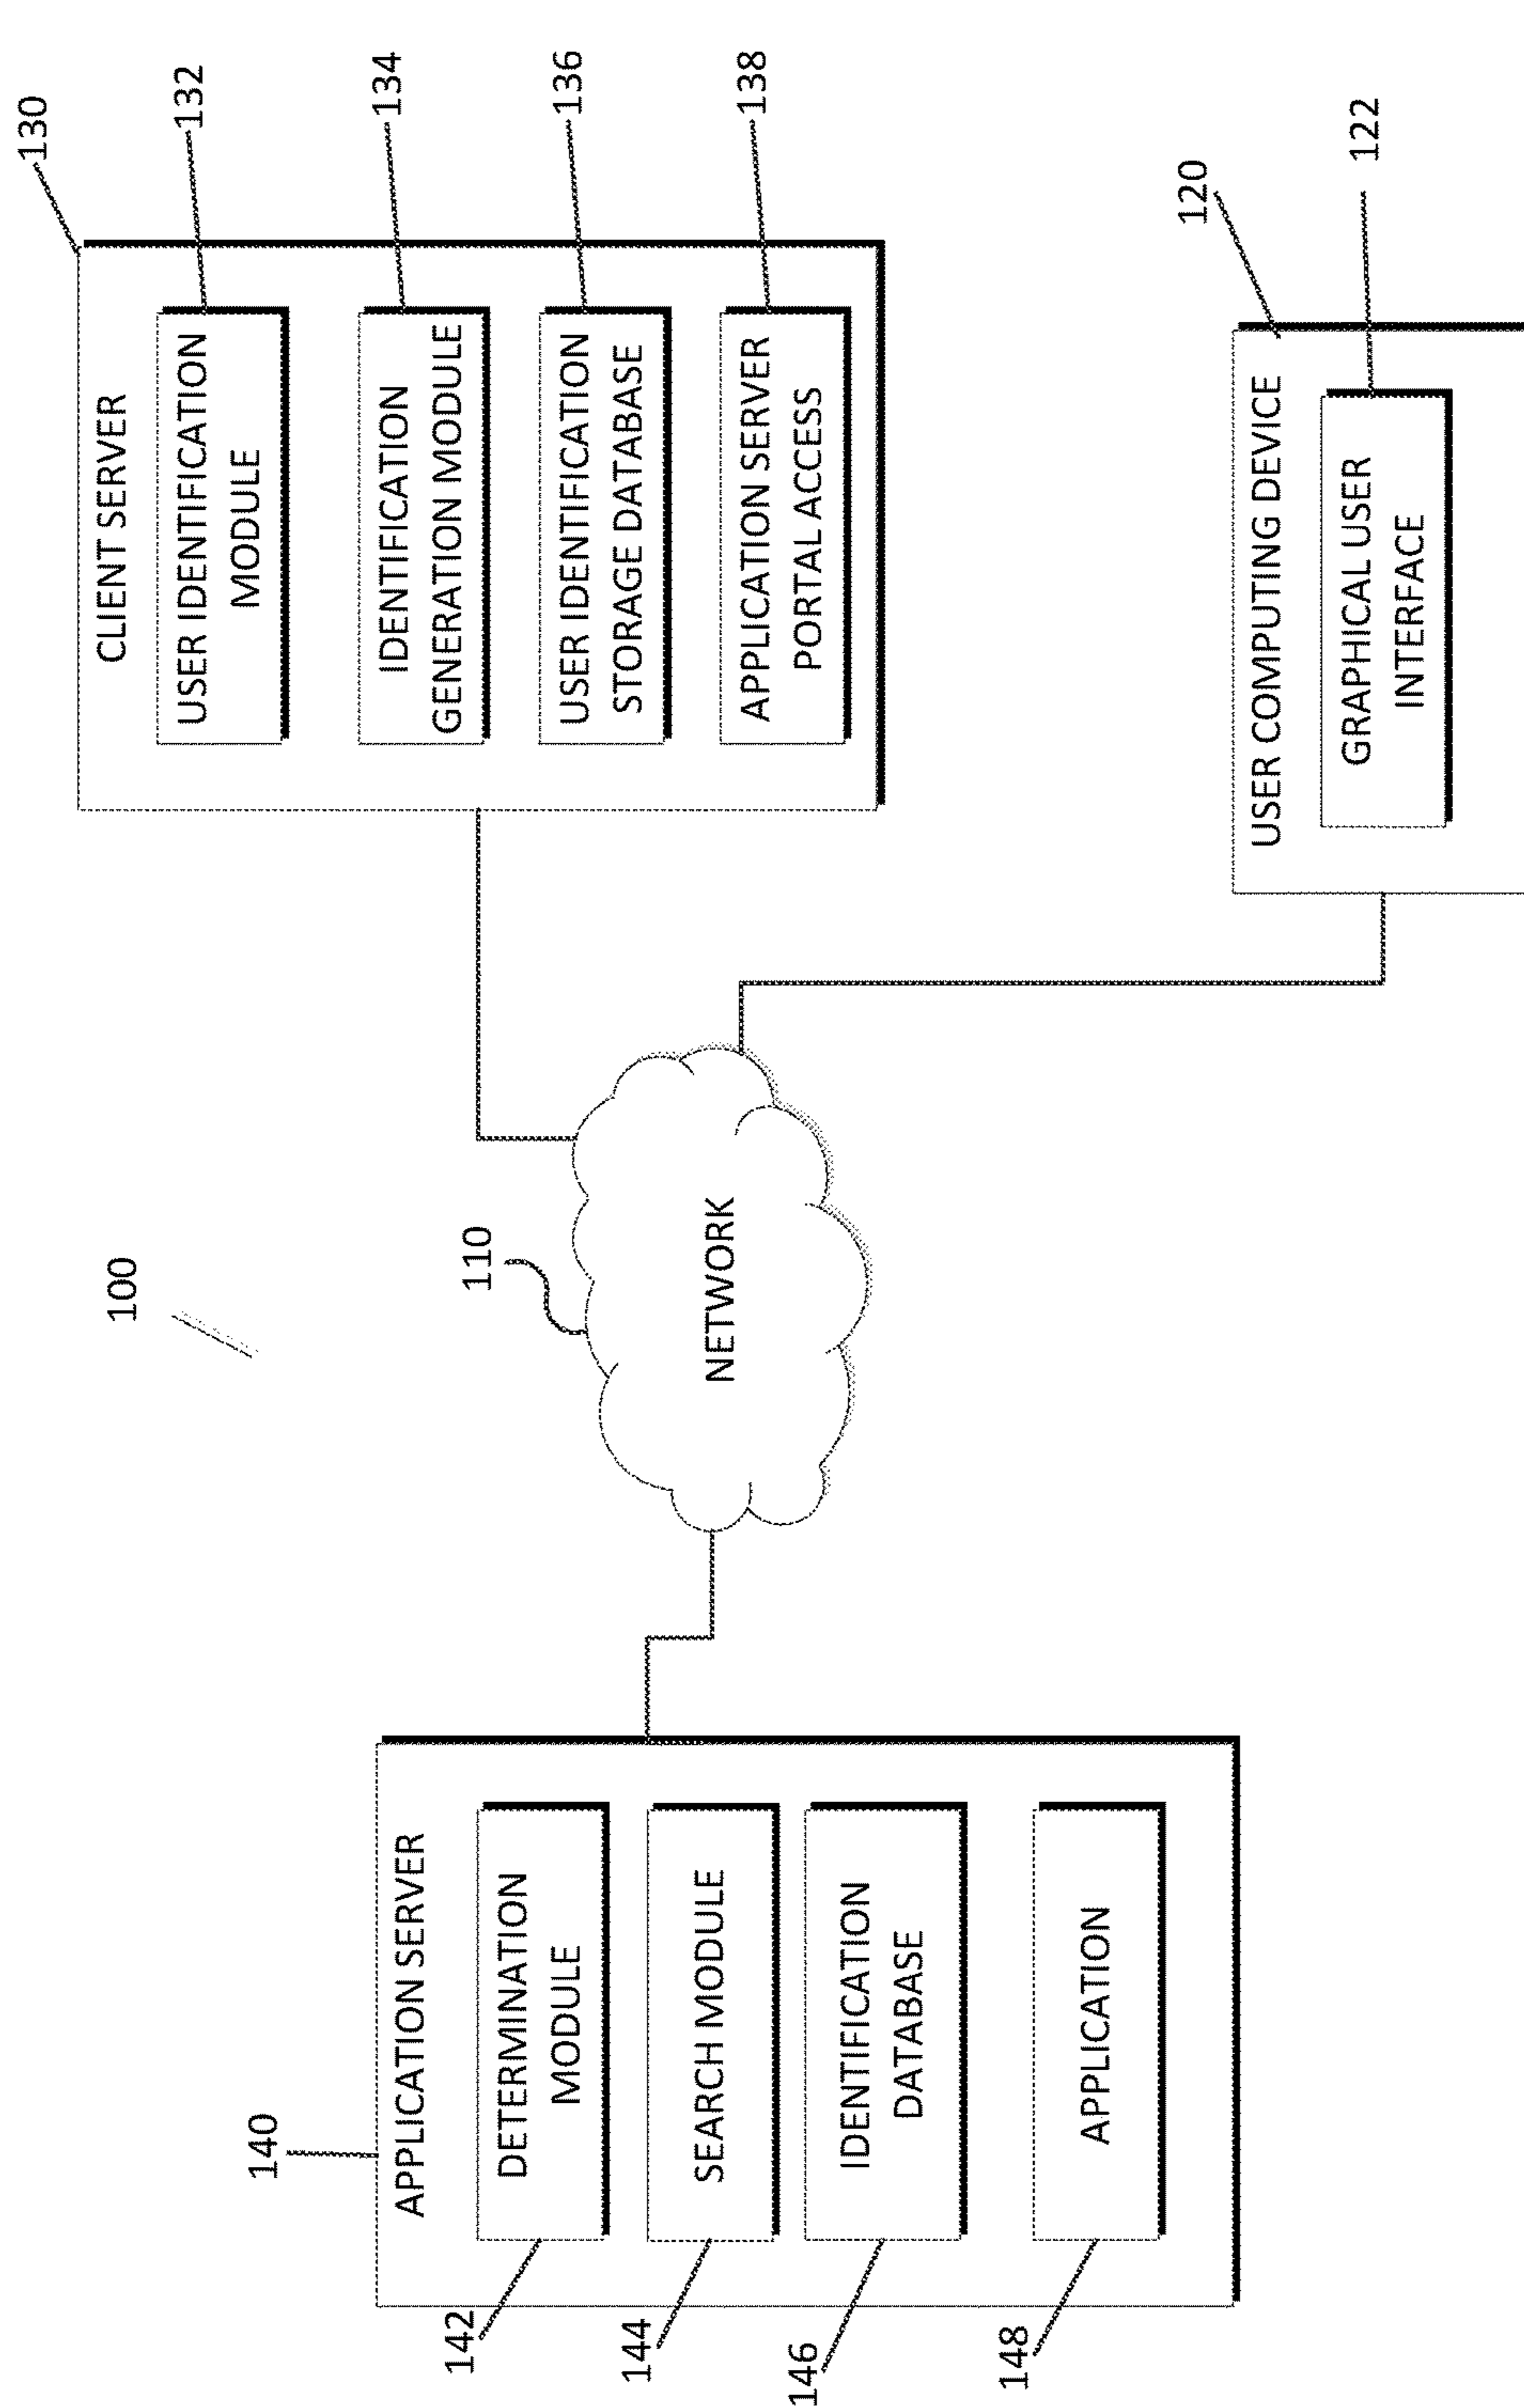 100
140
APPLICATION SERVER
142
DETERMINATION
MODULE
144
SEARCH MODULE
146
IDENTIFICATION
DATABASE
148
APPLICATION
110
NETWORK
130
CLIENT SERVER
132
USER IDENTIFICATION
MODULE
134
IDENTIFICATION
GENERATION MODULE
136
USER IDENTIFICATION
STORAGE DATABASE
138
APPLICATION SERVER
PORTAL ACCESS
120
USER COMPUTING DEVICE
122
GRAPHICAL USER
INTERFACE